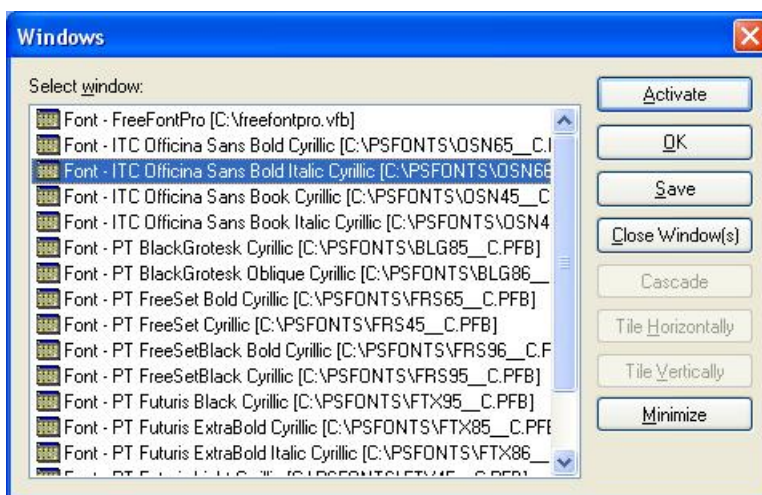 Windows
Select window:
Font - FreeFontPro [C:\freefontpro.vfb]
Font - ITC Officina Sans Bold Cyrillic [C:\PSFONTS\OSN65__C.
Font - ITC Officina Sans Bold Italic Cyrillic [C:\PSFONTS\OSN66
Font - ITC Officina Sans Book Cyrillic [C:\PSFONTS\OSN45__C
Font - ITC Officina Sans Book Italic Cyrillic [C:\PSFONTS\OSN4
Font - PT BlackGrotesk Cyrillic [C:\PSFONTS\BLG85__C.PFB]
Font - PT BlackGrotesk Oblique Cyrillic [C:\PSFONTS\BLG86__
Font - PT FreeSet Bold Cyrillic [C:\PSFONTS\FRS65__C.PFB]
Font - PT FreeSet Cyrillic [C:\PSFONTS\FRS45__C.PFB]
Font - PT FreeSetBlack Bold Cyrillic [C:\PSFONTS\FRS96__C.F
Font - PT FreeSetBlack Cyrillic [C:\PSFONTS\FRS95__C.PFB]
Font - PT Futuris Black Cyrillic [C:\PSFONTS\FTX95__C.PFB]
Font - PT Futuris ExtraBold Cyrillic [C:\PSFONTS\FTX85__C.PFE
Font - PT Futuris ExtraBold Italic Cyrillic [C:\PSFONTS\FTX86__
Activate
OK
Save
Close Window(s)
Cascade
Tile Horizontally
Tile Vertically
Minimize